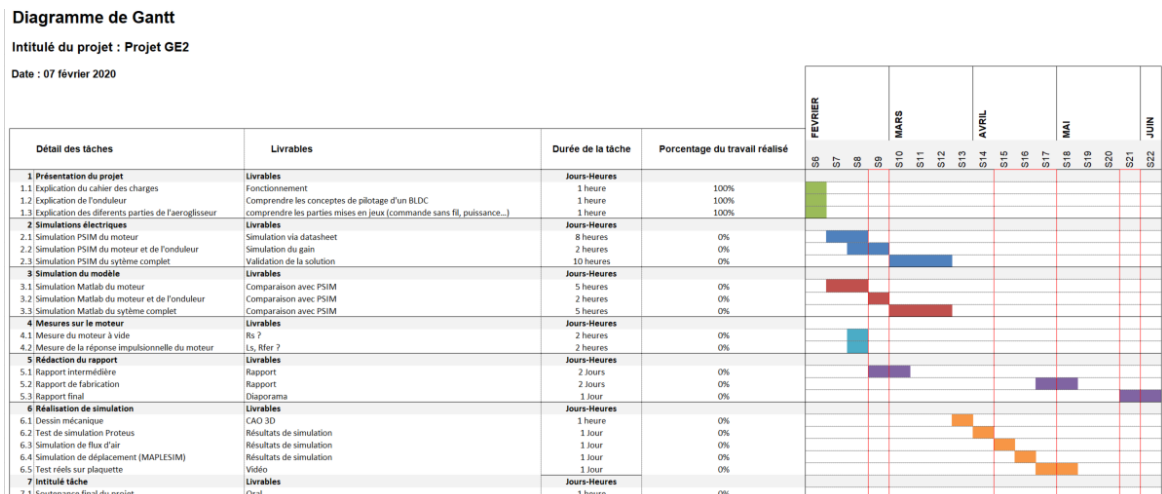 Diagramme de Gantt
Intitulé du projet : Projet GE2
Date : 07 février 2020
FEVRIER MARS AVRIL MAI JUIN
Détail des tâches Livrables Durée de la tâche Porcentage du travail réalisé S6 S7 S8 S9 S10 S11 S12 S13 S14 S15 S16 S17 S18 S19 S20 S21 S22
1 Présentation du projet Livrables Jours-Heures
1.1 Explication du cahier des charges Fonctionnement 1 heure 100%
1.2 Explication de l'onduleur Comprendre les conceptes de pilotage d'un BLDC 1 heure 100%
1.3 Explication des diferents parties de l'aeroglisseur comprendre les parties mises en jeux (commande sans fil, puissance...) 1 heure 100%
2 Simulations électriques Livrables Jours-Heures
2.1 Simulation PSIM du moteur Simulation via datasheet 8 heures 0%
2.2 Simulation PSIM du moteur et de l'onduleur Simulation du gain 2 heures 0%
2.3 Simulation PSIM du sytème complet Validation de la solution 10 heures 0%
3 Simulation du modèle Livrables Jours-Heures
3.1 Simulation Matlab du moteur Comparaison avec PSIM 5 heures 0%
3.2 Simulation Matlab du moteur et de l'onduleur Comparaison avec PSIM 2 heures 0%
3.3 Simulation Matlab du sytème complet Comparaison avec PSIM 5 heures 0%
4 Mesures sur le moteur Livrables Jours-Heures
4.1 Mesure du moteur à vide Rs ? 2 heures 0%
4.2 Mesure de la réponse impulsionnelle du moteur Ls, Rfer ? 2 heures 0%
5 Rédaction du rapport Livrables Jours-Heures
5.1 Rapport intermédière Rapport 2 Jours 0%
5.2 Rapport de fabrication Rapport 2 Jours 0%
5.3 Rapport final Diaporama 1 Jour 0%
6 Réalisation de simulation Livrables Jours-Heures
6.1 Dessin mécanique CAO 3D 1 heure 0%
6.2 Test de simulation Proteus Résultats de simulation 1 Jour 0%
6.3 Simulation de flux d'air Résultats de simulation 1 Jour 0%
6.4 Simulation de déplacement (MAPLESIM) Résultats de simulation 1 Jour 0%
6.5 Test réels sur plaquette Vidéo 1 Jour 0%
7 Intitulé tâche Livrables Jours-Heures
7.1 Soutenance final du projet Oral 1 heure 0%